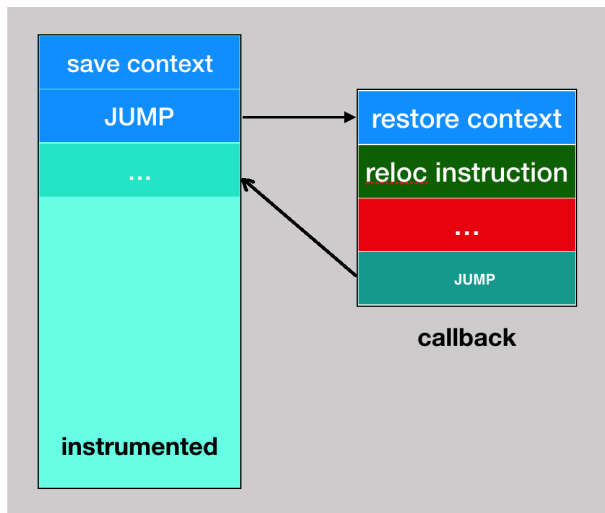 save context
JUMP
...
instrumented
restore context
reloc instruction
...
JUMP
callback